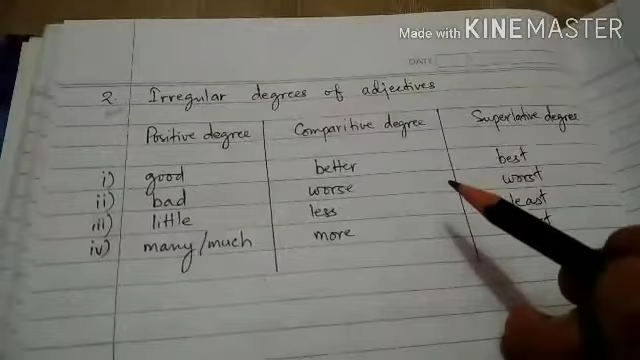 Made with KINEMASTER
DATE
2. Irregular degrees of adjectives
Positive degree Comparitive degree Superlative degree
i) good better best
ii) bad worse worst
iii) little less least
iv) many/much more